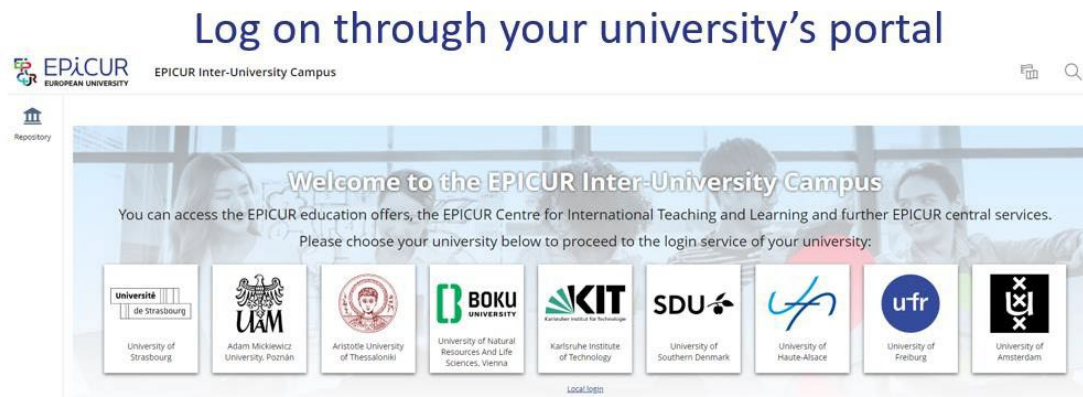 Log on through your university's portal
EPICUR
EUROPEAN UNIVERSITY
EPICUR Inter-University Campus
Repository
Welcome to the EPICUR Inter-University Campus
You can access the EPICUR education offers, the EPICUR Centre for International Teaching and Learning and further EPICUR central services.
Please choose your university below to proceed to the login service of your university:
Université
de Strasbourg
University of
Strasbourg
UAM
Adam Mickiewicz
University, Poznán
Aristotle University
of Thessaloniki
BOKU
UNIVERSITY
University of Natural
Resources And Life
Sciences, Vienna
KIT
Karlsruher Institut für Technologie
Karlsruhe Institute
of Technology
SDU
University of
Southern Denmark
University of
Haute-Alsace
ufr
University of
Freiburg
University of
Amsterdam
Local login